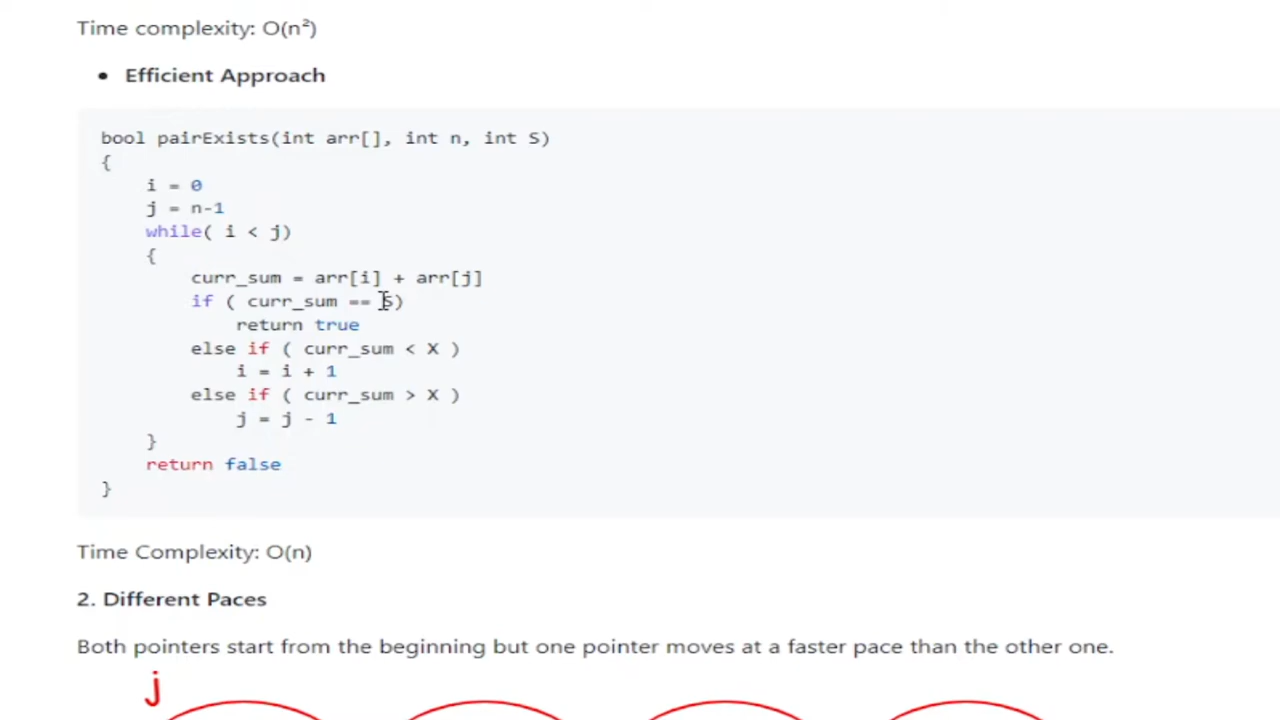 Time complexity: O(n²)
• Efficient Approach
bool pairExists(int arr[], int n, int S)
{
    i = 0
    j = n-1
    while( i < j)
    {
        curr_sum = arr[i] + arr[j]
        if ( curr_sum == S)
            return true
        else if ( curr_sum < X )
            i = i + 1
        else if ( curr_sum > X )
            j = j - 1
    }
    return false
}
Time Complexity: O(n)
2. Different Paces
Both pointers start from the beginning but one pointer moves at a faster pace than the other one.
j